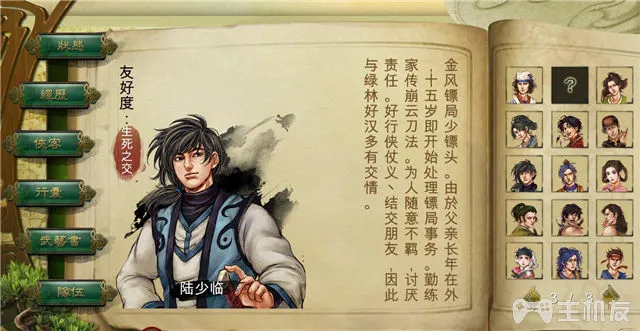 狀態
經歷
俠客
行囊
武藝書
隊伍
友好度：生死之交
陆少临
金风镖局少镖头。由於父亲长年在外
，十五岁即开始处理镖局事务。勤练
家传崩云刀法。为人随意不羁，讨厌
责任。好行侠仗义、结交朋友，因此
与绿林好汉多有交情。
?
3
3
主机友